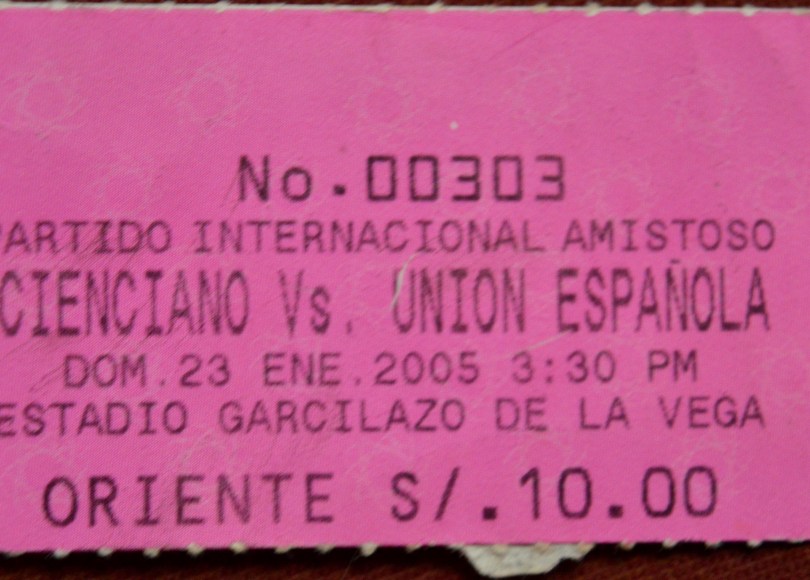 No.00303
PARTIDO INTERNACIONAL AMISTOSO
CIENCIANO Vs. UNION ESPAÑOLA
DOM.23 ENE.2005 3:30 PM
ESTADIO GARCILAZO DE LA VEGA
ORIENTE S/.10.00